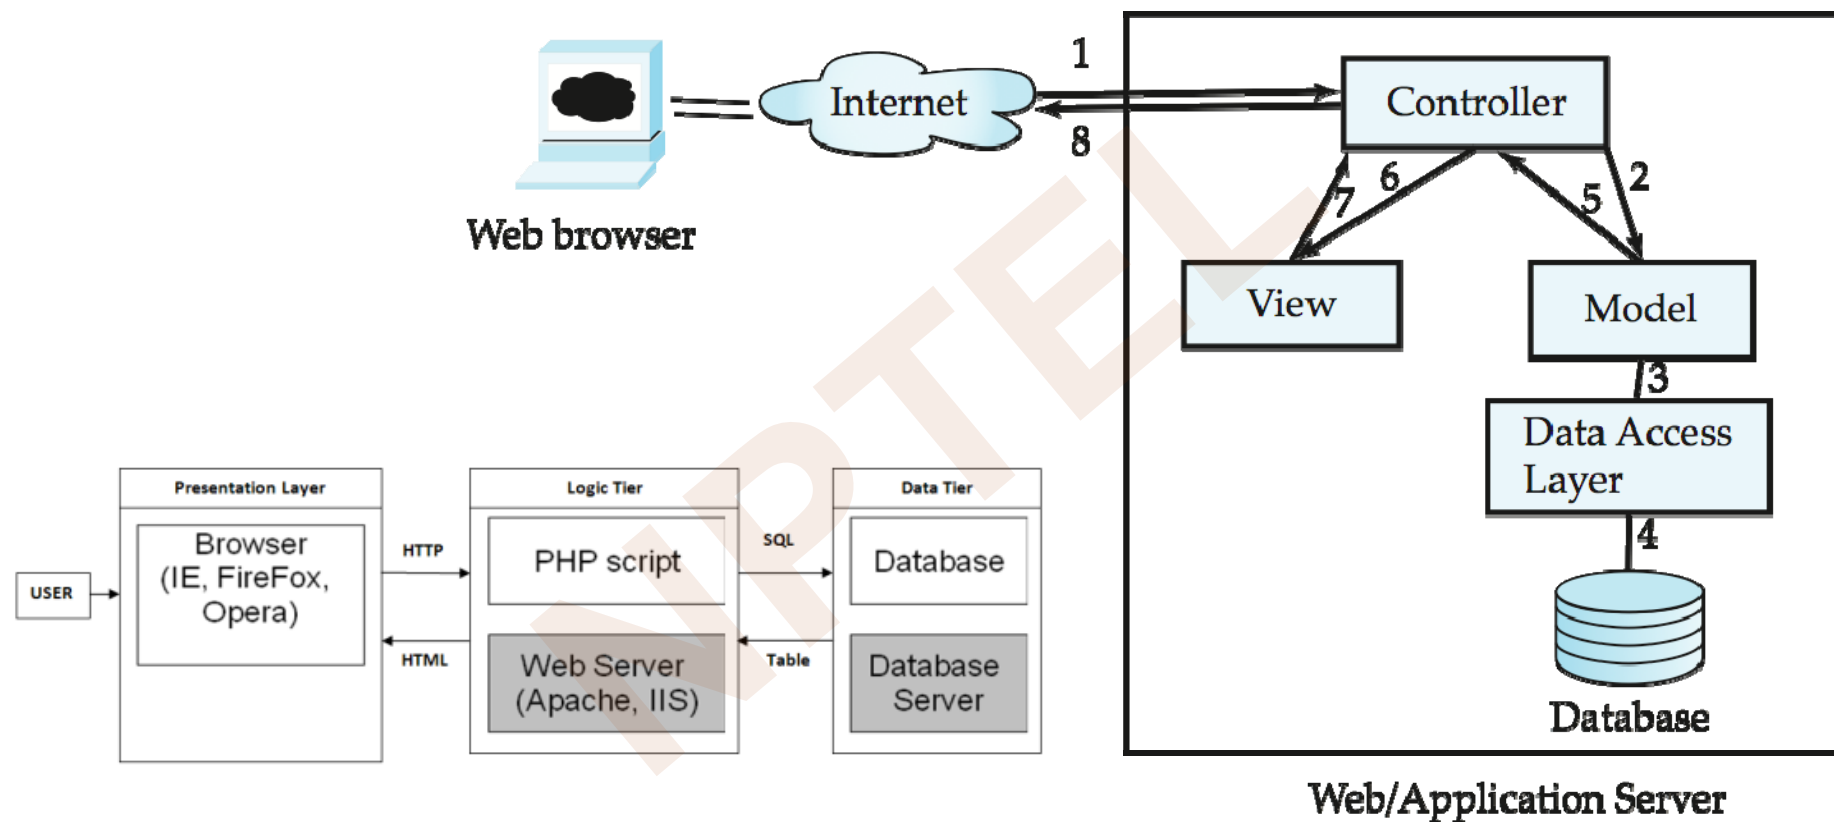 1
Internet
Controller
8
6
2
7
5
Web browser
View
Model
3
Data Access
Layer
4
Database
Web/Application Server
NPTEL
Presentation Layer
Logic Tier
Data Tier
Browser
(IE, FireFox,
Opera)
HTTP
PHP script
SQL
Database
USER
HTML
Web Server
(Apache, IIS)
Table
Database
Server